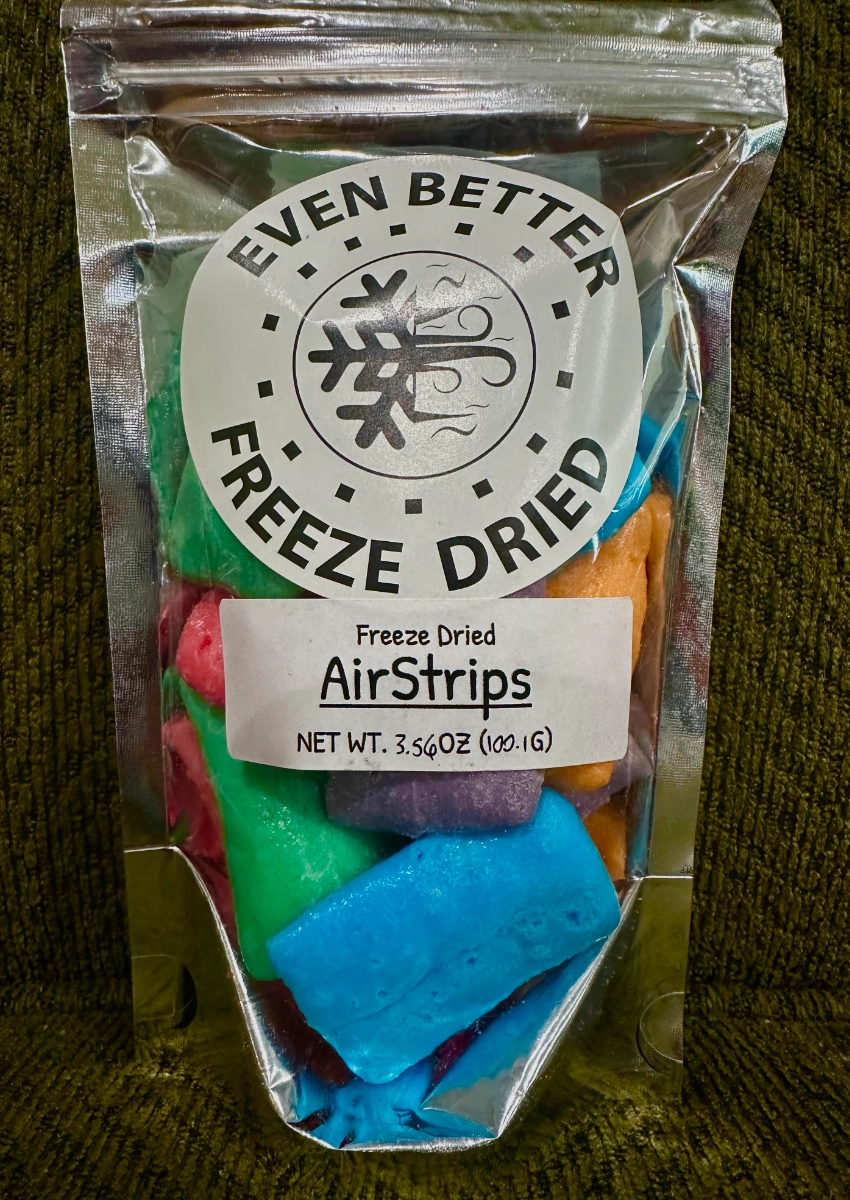 EVEN BETTER
FREEZE DRIED
Freeze Dried
AirStrips
NET WT. 3.56OZ (100.1G)